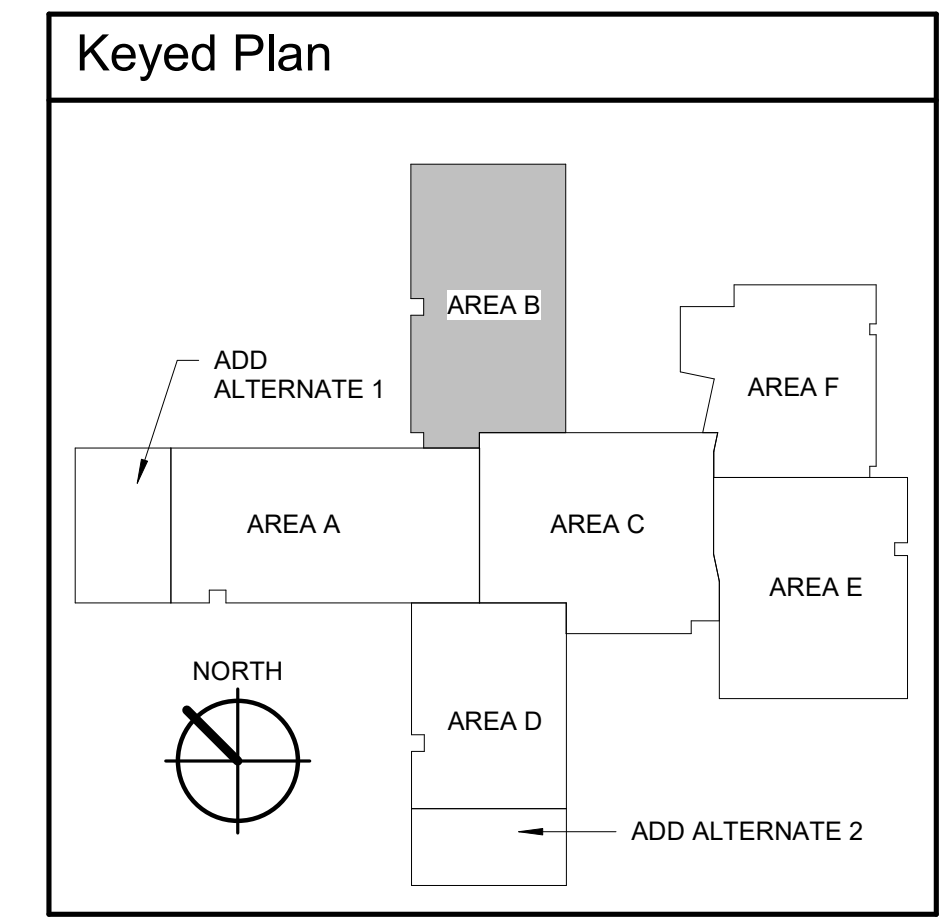 Keyed Plan
AREA B
ADD
ALTERNATE 1
AREA F
AREA A
AREA C
AREA E
NORTH
AREA D
ADD ALTERNATE 2